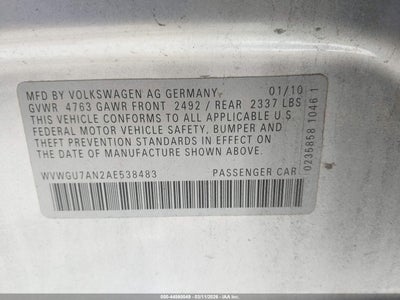 MFD BY VOLKSWAGEN AG GERMANY 01/10
GVWR 4763 GAWR FRONT 2492 / REAR 2337 LBS
THIS VEHICLE CONFORMS TO ALL APPLICABLE U.S
FEDERAL MOTOR VEHICLE SAFETY, BUMPER AND
THEFT PREVENTION STANDARDS IN EFFECT ON THE
DATE OF MANUFACTURE SHOWN ABOVE
WVWGU7AN2AE538483 PASSENGER CAR
0236858 1046 1